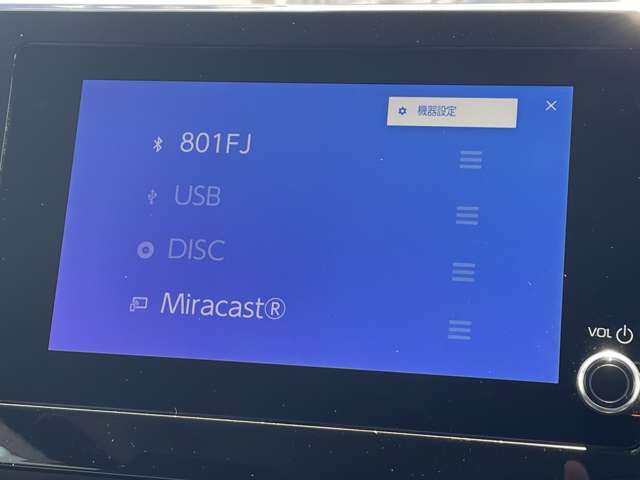 機器設定
801FJ
USB
DISC
Miracast®
VOL